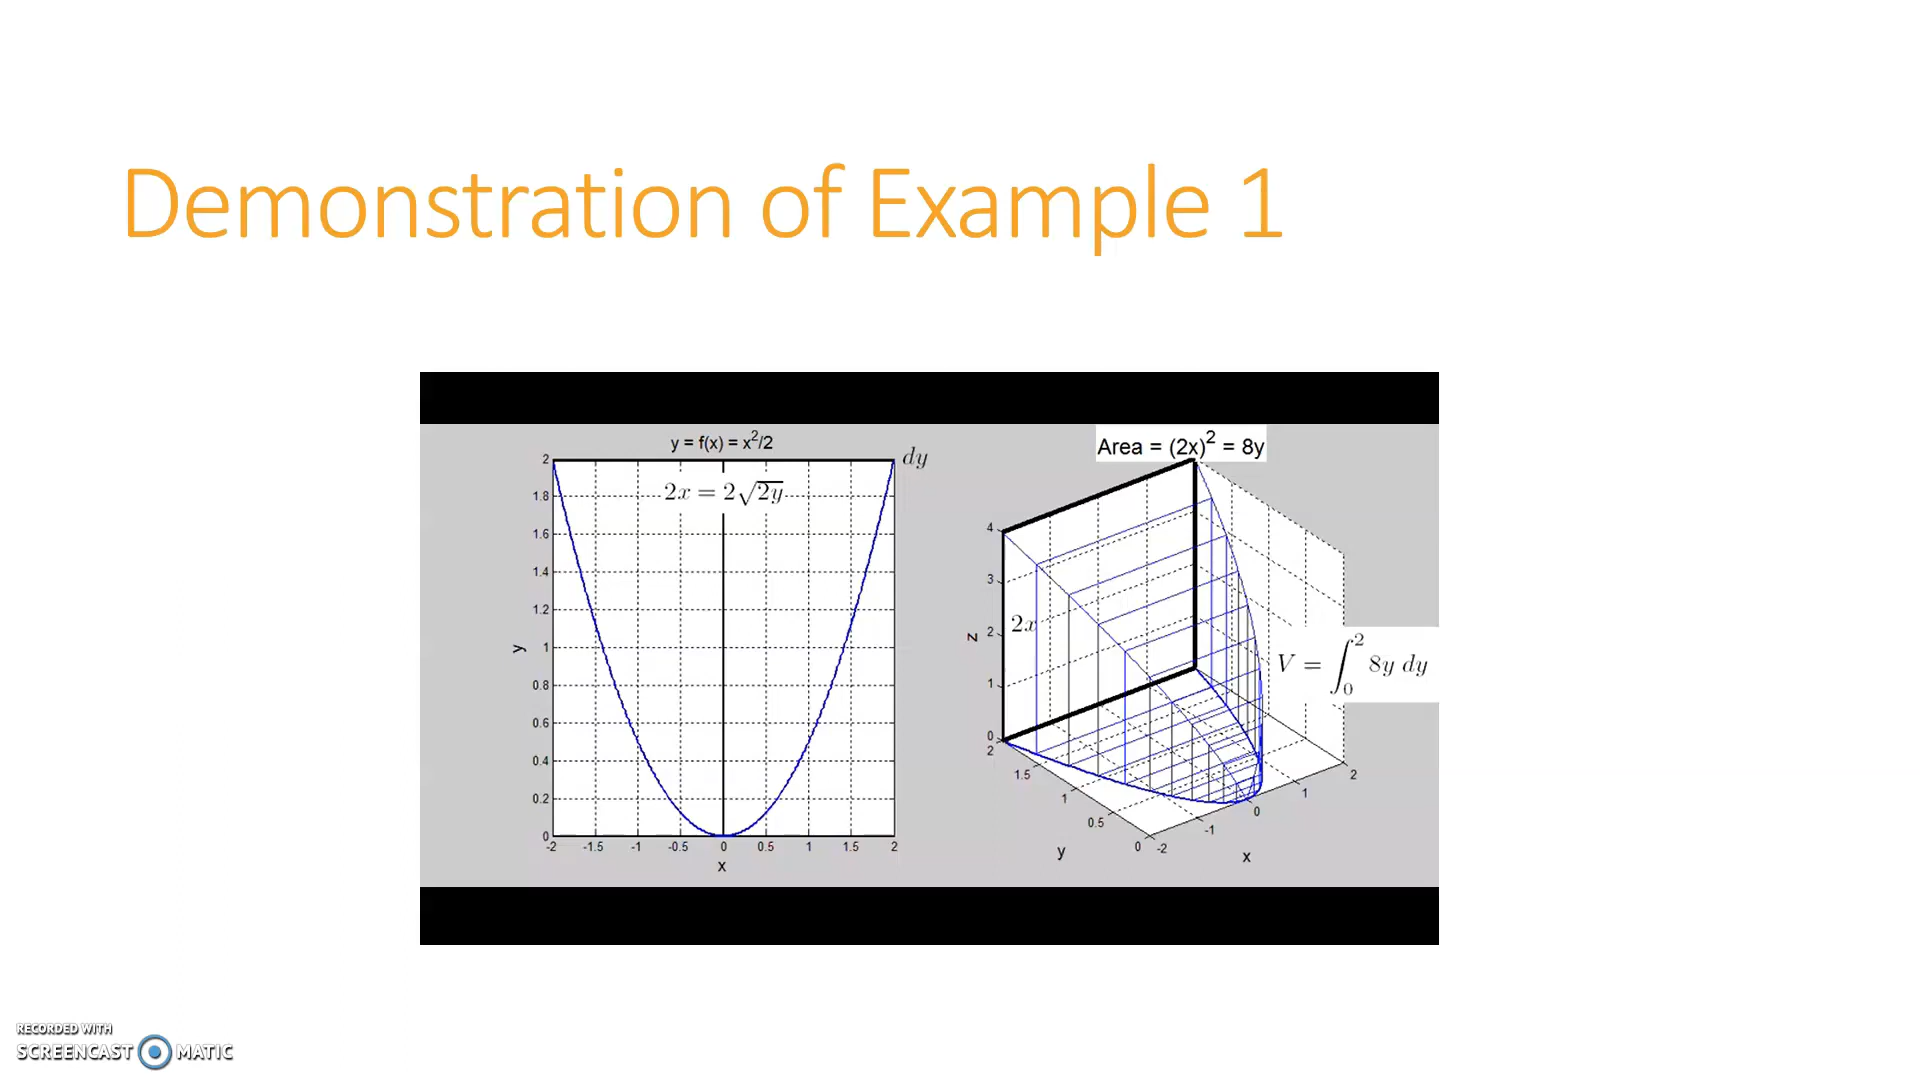 Demonstration of Example 1
y = f(x) = x²/2
dy
2x = 2√2y
2
1.8
1.6
1.4
1.2
1
0.8
0.6
0.4
0.2
0
y
-2 -1.5 -1 -0.5 0 0.5 1 1.5 2
x
Area = (2x)² = 8y
4
3
2
1
0
z
2x
V = ∫₀² 8y dy
2
1.5
1
0.5
0
y
-2
-1
0
1
2
x
RECORDED WITH
SCREENCAST MATIC